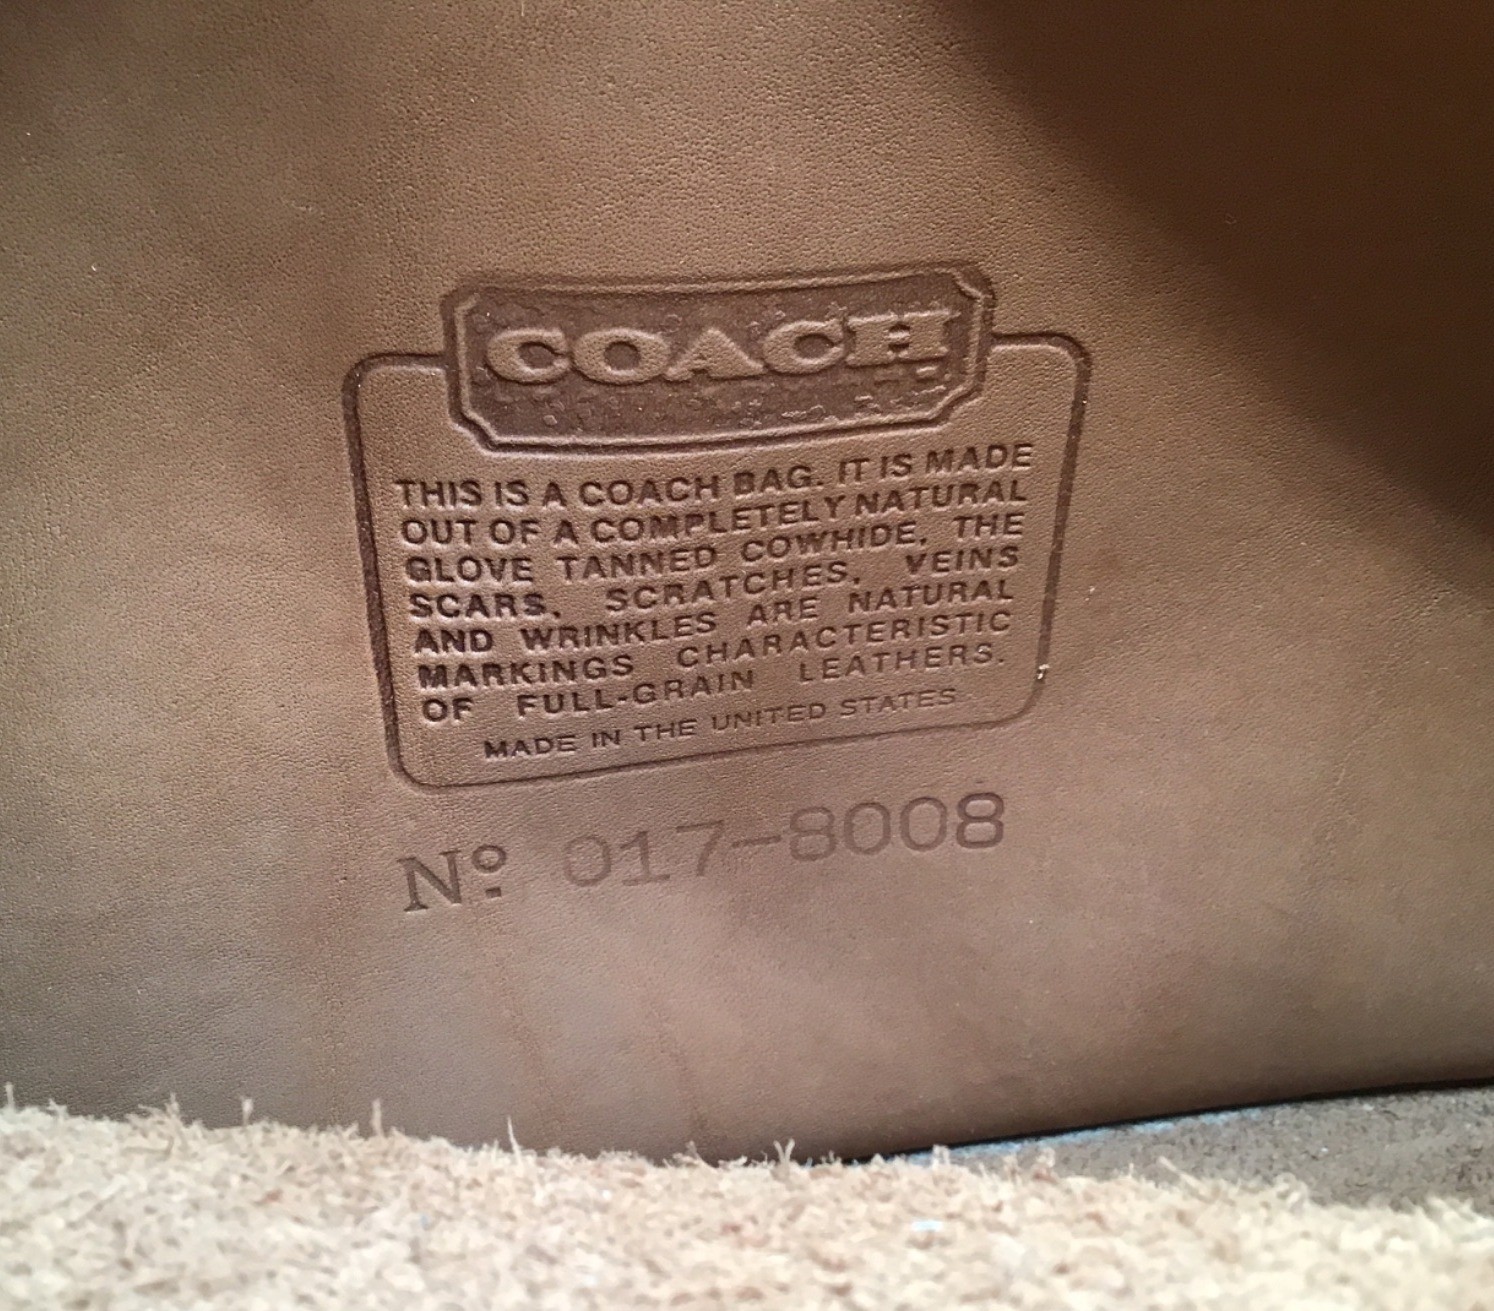 COACH
THIS IS A COACH BAG. IT IS MADE
OUT OF A COMPLETELY NATURAL
GLOVE TANNED COWHIDE, THE
SCARS, SCRATCHES, VEINS
AND WRINKLES ARE NATURAL
MARKINGS CHARACTERISTIC
OF FULL-GRAIN LEATHERS.
MADE IN THE UNITED STATES
Nº 017-8008